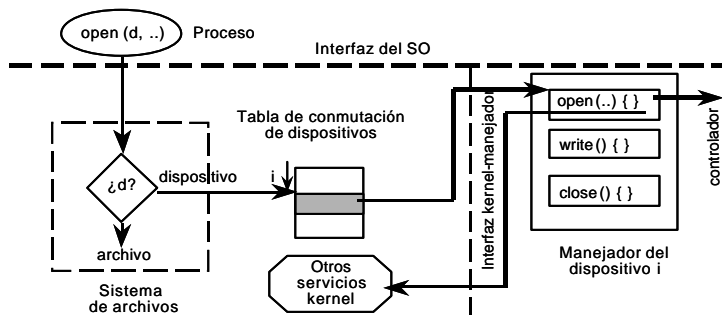 open (d, ..)
Proceso
Interfaz del SO
Tabla de conmutación
de dispositivos
¿d?
dispositivo
i
archivo
Sistema
de archivos
Otros
servicios
kernel
Interfaz kernel-manejador
open (..) { }
write () { }
close () { }
controlador
Manejador del
dispositivo i